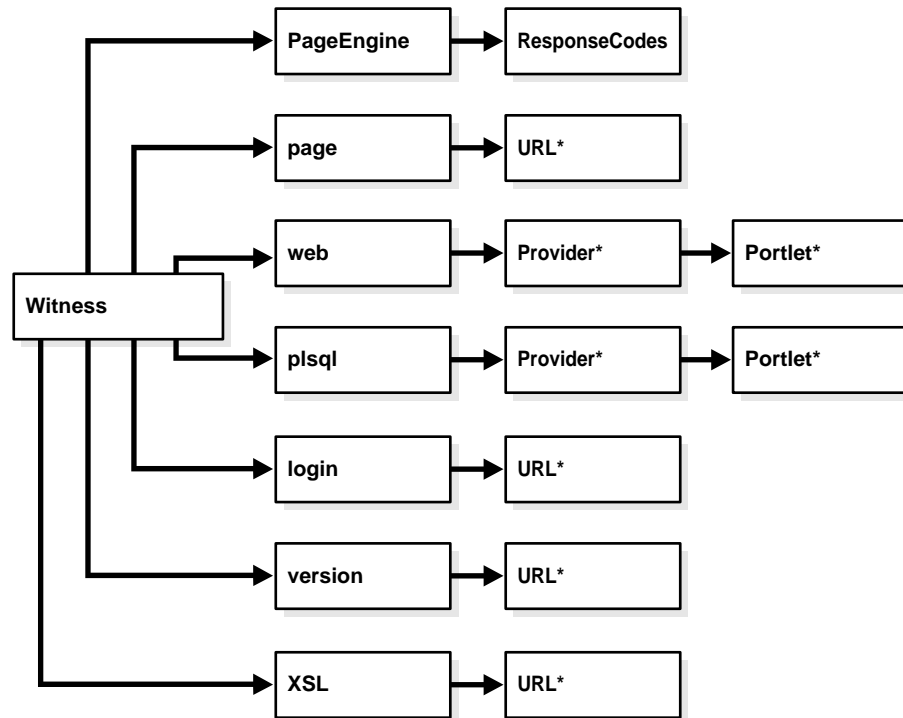 PageEngine
ResponseCodes
page
URL*
web
Provider*
Portlet*
Witness
plsql
Provider*
Portlet*
login
URL*
version
URL*
XSL
URL*